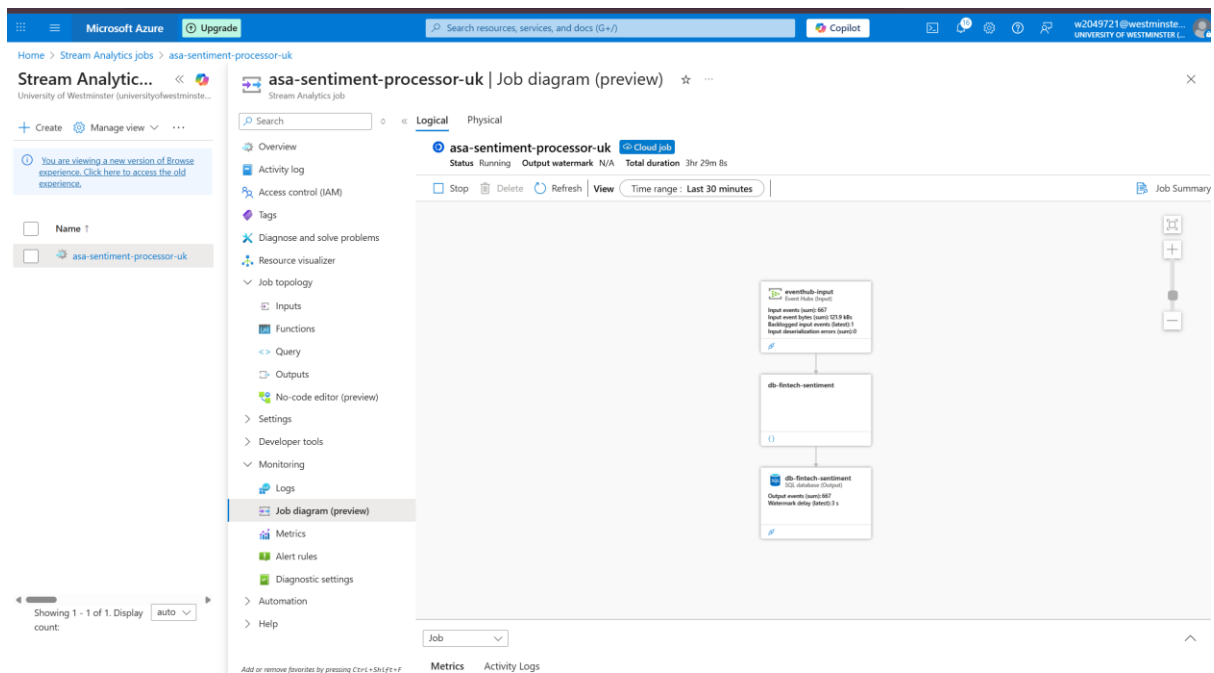 Microsoft Azure
Upgrade
Search resources, services, and docs (G+/)
Copilot
16
w2049721@westminste...
UNIVERSITY OF WESTMINSTER (...
Home > Stream Analytics jobs > asa-sentiment-processor-uk
Stream Analytic...
University of Westminster (universityofwestminste...
Create
Manage view
You are viewing a new version of Browse
experience. Click here to access the old
experience.
Name ↑
asa-sentiment-processor-uk
Showing 1 - 1 of 1. Display
count:
auto
asa-sentiment-processor-uk | Job diagram (preview)
Stream Analytics job
Search
Overview
Activity log
Access control (IAM)
Tags
Diagnose and solve problems
Resource visualizer
Job topology
Inputs
Functions
Query
Outputs
No-code editor (preview)
Settings
Developer tools
Monitoring
Logs
Job diagram (preview)
Metrics
Alert rules
Diagnostic settings
Automation
Help
Add or remove favorites by pressing Ctrl+Shift+F
Logical Physical
asa-sentiment-processor-uk Cloud job
Status Running Output watermark N/A Total duration 3hr 29m 8s
Stop Delete Refresh View Time range : Last 30 minutes
Job Summary
eventhub-input
Event Hubs (Input)
Input events (sum): 667
Input event bytes (sum): 121.9 kBs
Backlogged input events (latest): 1
Input deserialization errors (sum): 0
db-fintech-sentiment
{}
SQL
db-fintech-sentiment
SQL database (Output)
Output events (sum): 667
Watermark delay (latest): 3 s
Job
Metrics Activity Logs